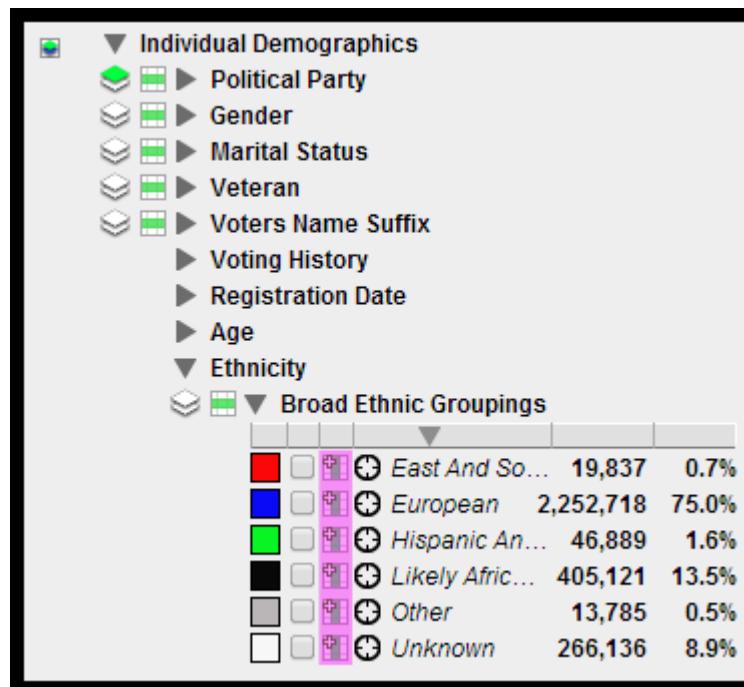 Individual Demographics
Political Party
Gender
Marital Status
Veteran
Voters Name Suffix
Voting History
Registration Date
Age
Ethnicity
Broad Ethnic Groupings
East And So... 19,837 0.7%
European 2,252,718 75.0%
Hispanic An... 46,889 1.6%
Likely Afric... 405,121 13.5%
Other 13,785 0.5%
Unknown 266,136 8.9%